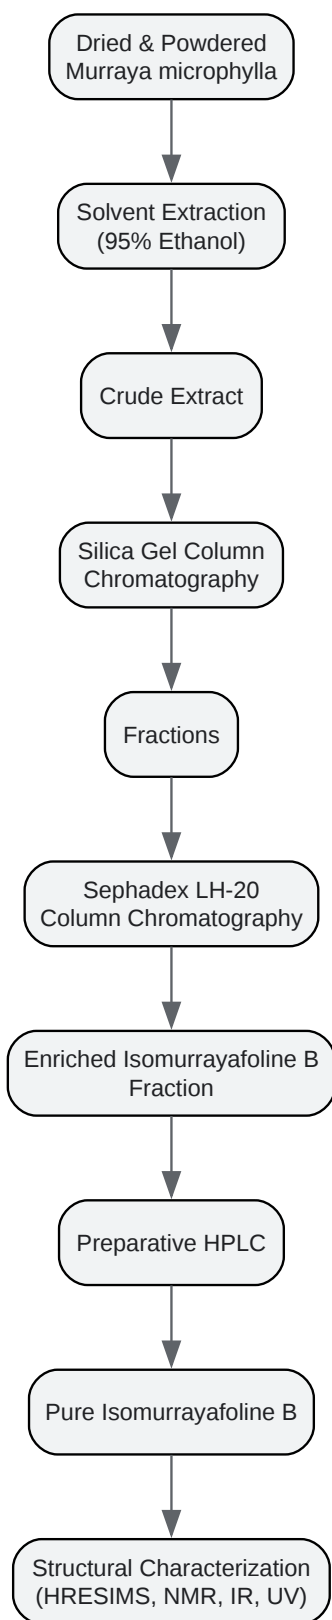 Dried & Powdered
Murraya microphylla
Solvent Extraction
(95% Ethanol)
Crude Extract
Silica Gel Column
Chromatography
Fractions
Sephadex LH-20
Column Chromatography
Enriched Isomurrayafoline B
Fraction
Preparative HPLC
Pure Isomurrayafoline B
Structural Characterization
(HRESIMS, NMR, IR, UV)